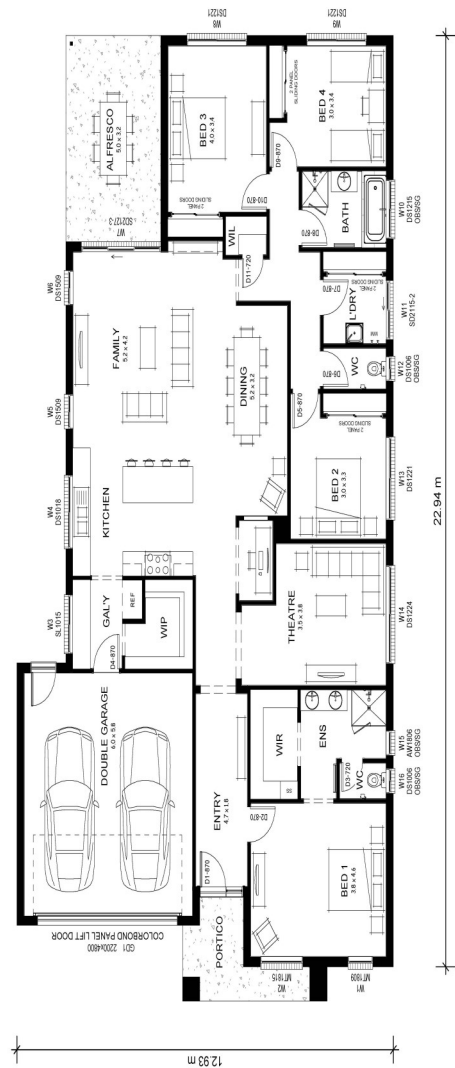 W8
DS1221
W9
DS1221
ALFRESCO
5.0 x 3.2
BED 3
4.0 x 3.4
2 PANEL
SLIDING DOORS
BED 4
3.0 x 3.4
D9-870
W7
SD2127-3
2 PANEL
SLIDING DOORS
D10-870
D8-870
BATH
W10
DS1215
OBS/SG
W6
DS1509
WIL
D11-720
D7-870
L'DRY
2 PANEL
SLIDING DOORS
WM
W11
SD2115-2
FAMILY
5.2 x 4.2
DINING
5.2 x 3.2
D6-870
WC
W12
DS1006
OBS/SG
W5
DS1509
D5-870
2 PANEL
SLIDING DOORS
W4
DS1018
KITCHEN
BED 2
3.0 x 3.3
W13
DS1221
22.94 m
W3
SL1015
GAL'Y
REF
D4-870
WIP
THEATRE
3.5 x 3.8
W14
DS1224
DOUBLE GARAGE
6.0 x 5.8
ENTRY
4.7 x 1.8
WIR
SS
ENS
W15
AW1806
OBS/SG
D3-720
WC
W16
DS1006
OBS/SG
D2-870
D1-870
BED 1
3.8 x 4.6
GD1
2200x4800
COLORBOND PANEL LIFT DOOR
PORTICO
W2
MT1815
W1
MT1809
12.93 m